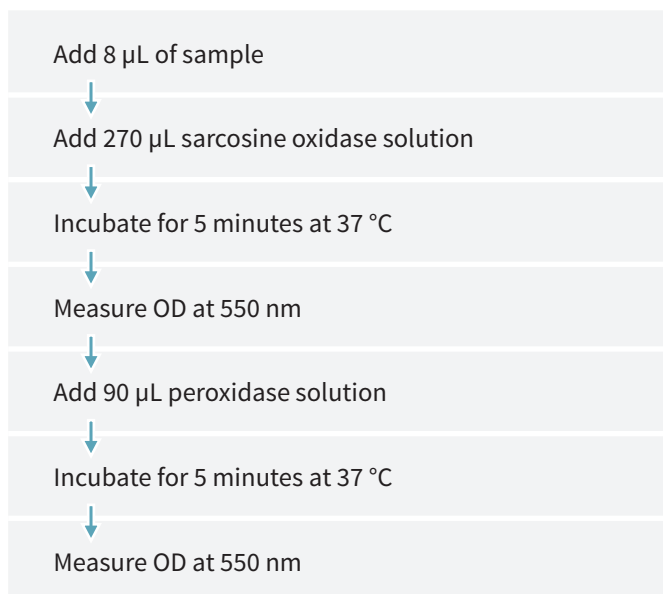 Add 8 µL of sample
Add 270 µL sarcosine oxidase solution
Incubate for 5 minutes at 37 °C
Measure OD at 550 nm
Add 90 µL peroxidase solution
Incubate for 5 minutes at 37 °C
Measure OD at 550 nm